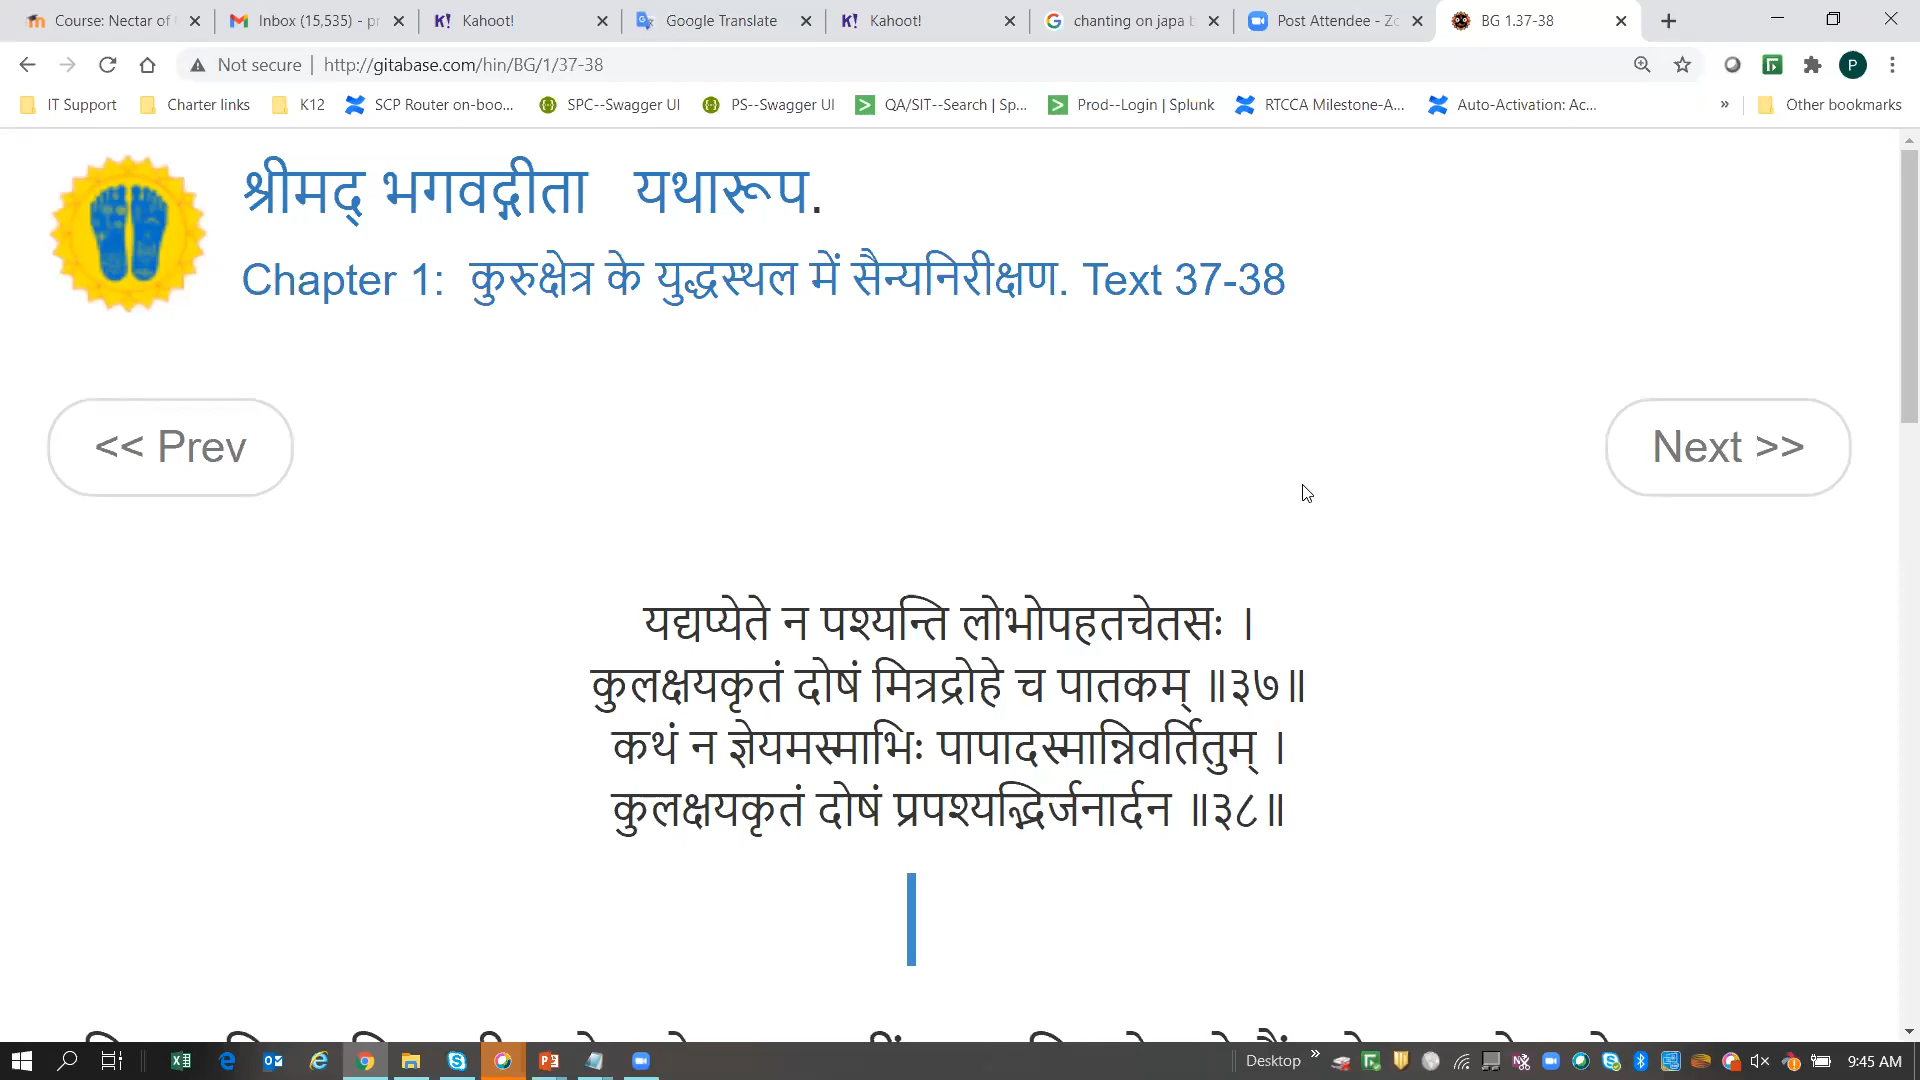 Course: Nectar of
Inbox (15,535) - pr
Kahoot!
Google Translate
Kahoot!
chanting on japa b
Post Attendee - Zo
BG 1.37-38
Not secure | http://gitabase.com/hin/BG/1/37-38
P
IT Support
Charter links
K12
SCP Router on-boo...
SPC--Swagger UI
PS--Swagger UI
QA/SIT--Search | Sp...
Prod--Login | Splunk
RTCCA Milestone-A...
Auto-Activation: Ac...
»
Other bookmarks
श्रीमद् भगवद्गीता यथारूप.
Chapter 1: कुरुक्षेत्र के युद्धस्थल में सैन्यनिरीक्षण. Text 37-38
<< Prev
Next >>
यद्यप्येते न पश्यन्ति लोभोपहतचेतसः ।
कुलक्षयकृतं दोषं मित्रद्रोहे च पातकम् ॥३७॥
कथं न ज्ञेयमस्माभिः पापादस्मान्निवर्तितुम् ।
कुलक्षयकृतं दोषं प्रपश्यद्भिर्जनार्दन ॥३८॥
Desktop
»
9:45 AM